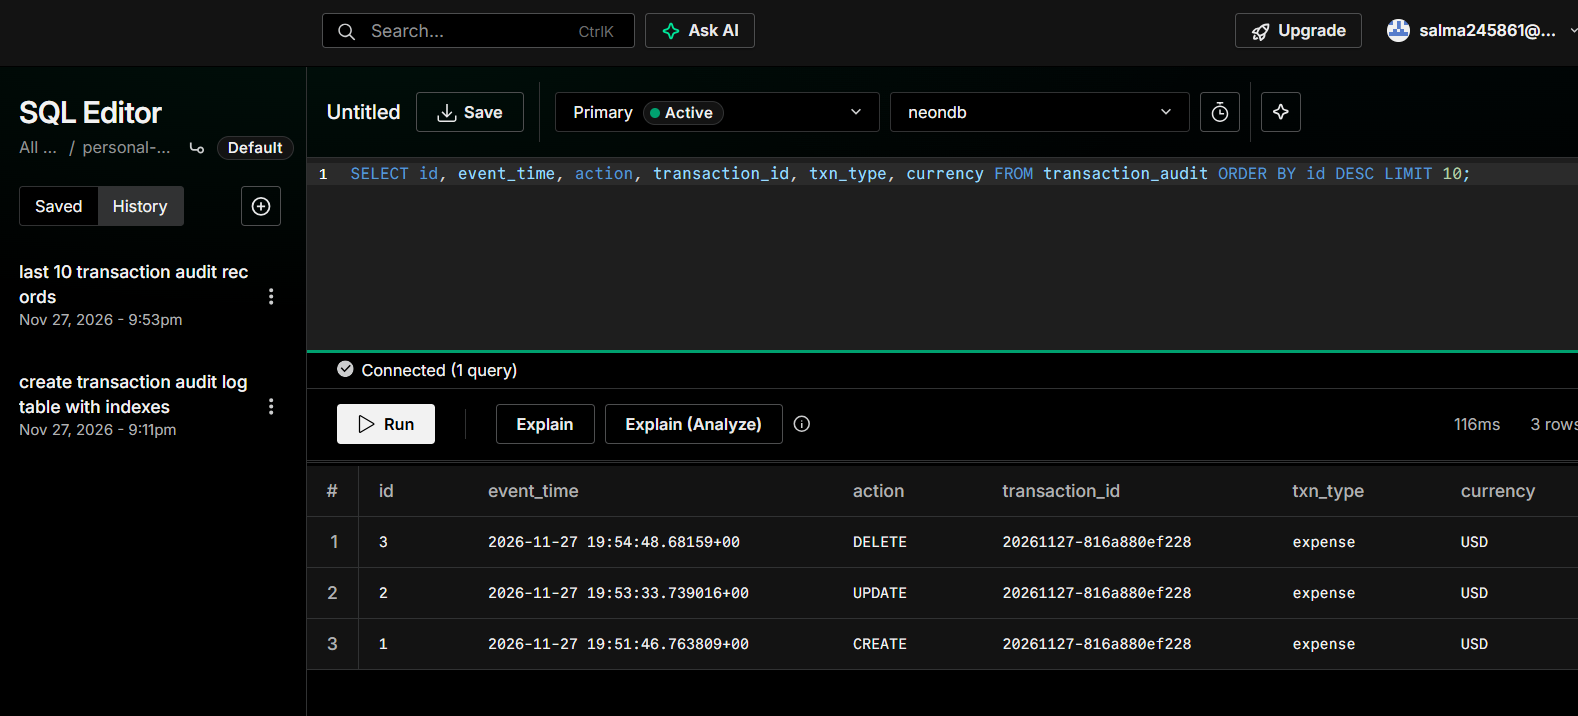 Search... CtrlK
Ask AI
Upgrade
salma245861@...
SQL Editor
All ... / personal-... Default
Saved History
last 10 transaction audit rec
ords
Nov 27, 2026 - 9:53pm
create transaction audit log
table with indexes
Nov 27, 2026 - 9:11pm
Untitled Save Primary Active neondb
1 SELECT id, event_time, action, transaction_id, txn_type, currency FROM transaction_audit ORDER BY id DESC LIMIT 10;
Connected (1 query)
Run Explain Explain (Analyze) 116ms 3 rows
# id event_time action transaction_id txn_type currency
1 3 2026-11-27 19:54:48.68159+00 DELETE 20261127-816a880ef228 expense USD
2 2 2026-11-27 19:53:33.739016+00 UPDATE 20261127-816a880ef228 expense USD
3 1 2026-11-27 19:51:46.763809+00 CREATE 20261127-816a880ef228 expense USD